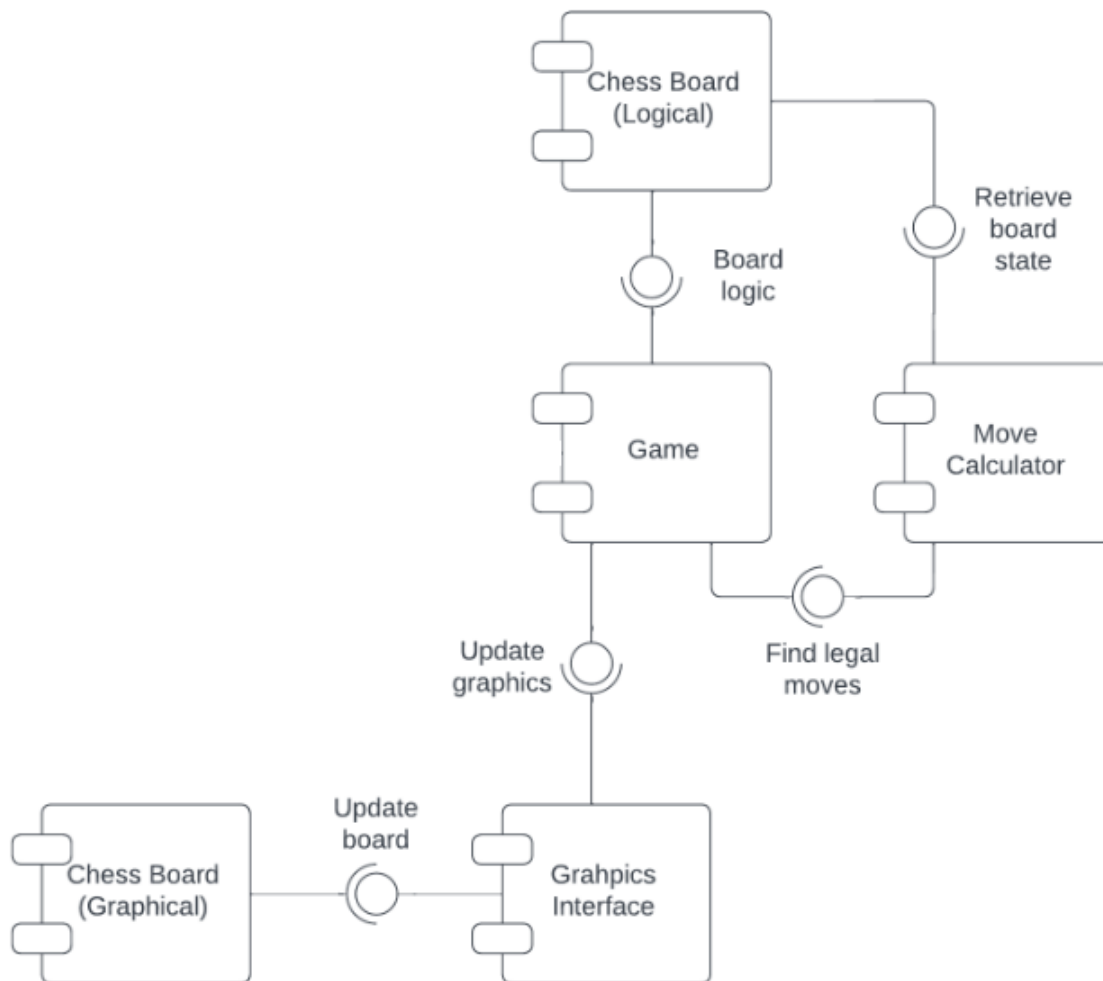 Chess Board
(Logical)
Retrieve
board
state
Board
logic
Game
Move
Calculator
Update
graphics
Find legal
moves
Update
board
Chess Board
(Graphical)
Grahpics
Interface